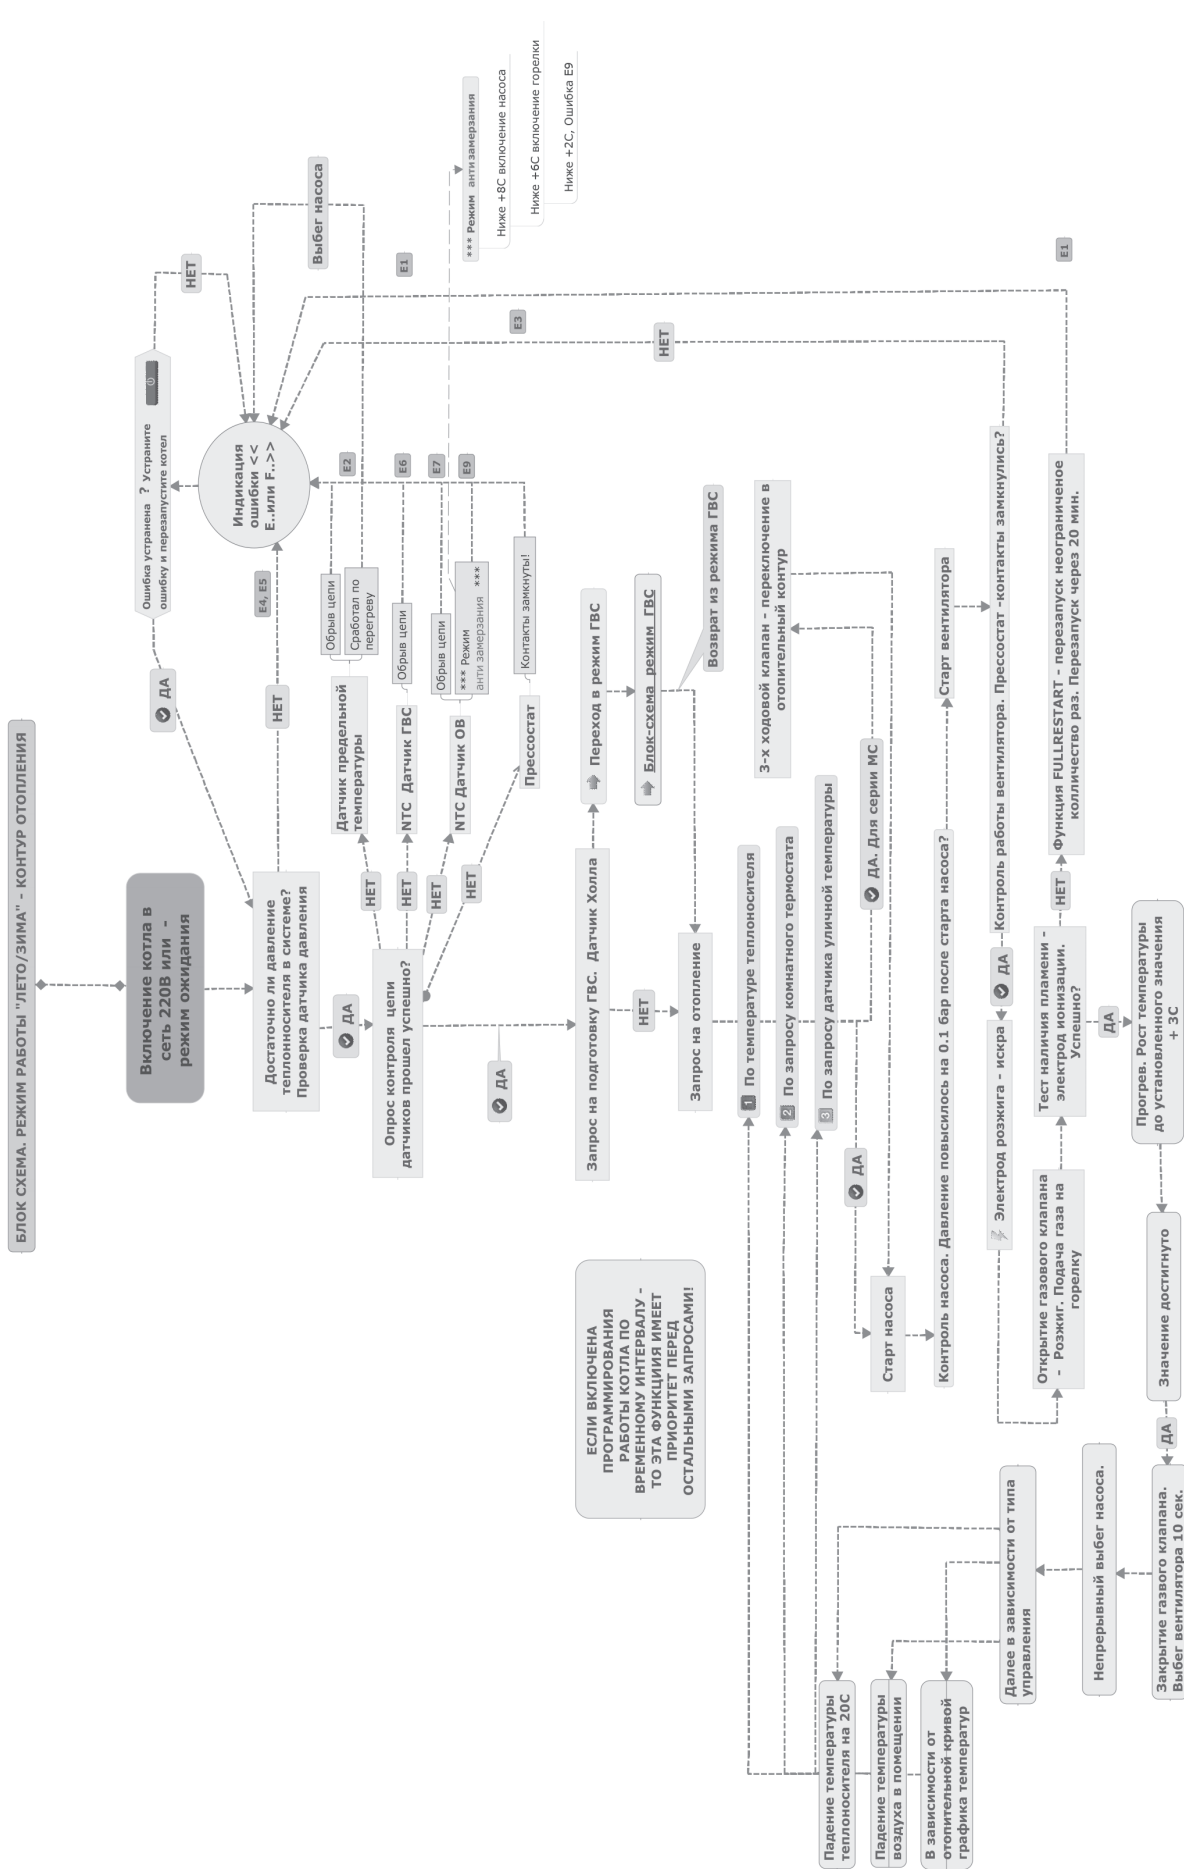 БЛОК СХЕМА. РЕЖИМ РАБОТЫ "ЛЕТО/ЗИМА" - КОНТУР ОТОПЛЕНИЯ
Включение котла в
сеть 220В или -
режим ожидания
Ошибка устранена ? Устраните
ошибку и перезапустите котел
ДА
НЕТ
Индикация
ошибки <<
E..или F..>>
Выбег насоса
Достаточно ли давление
теплоносителя в системе?
Проверка датчика давления
НЕТ
E4, E5
ДА
Опрос контроля цепи
датчиков прошел успешно?
НЕТ
Датчик предельной
температуры
Обрыв цепи
E2
Сработал по
перегреву
E1
НЕТ
NTC Датчик ГВС
Обрыв цепи
E6
НЕТ
NTC Датчик ОВ
Обрыв цепи
E7
*** Режим
анти замерзания ***
E9
*** Режим анти замерзания
Ниже +8С включение насоса
Ниже +6С включение горелки
Ниже +2С, Ошибка E9
НЕТ
Прессостат
Контакты замкнуты!
E3
ДА
Запрос на подготовку ГВС. Датчик Холла
Переход в режим ГВС
Блок-схема режим ГВС
Возврат из режима ГВС
НЕТ
Запрос на отопление
ЕСЛИ ВКЛЮЧЕНА
ПРОГРАММИРОВАНИЯ
РАБОТЫ КОТЛА ПО
ВРЕМЕННОМУ ИНТЕРВАЛУ –
ТО ЭТА ФУНКЦИИЯ ИМЕЕТ
ПРИОРИТЕТ ПЕРЕД
ОСТАЛЬНЫМИ ЗАПРОСАМИ!
1 По температуре теплоносителя
2 По запросу комнатного термостата
3 По запросу датчика уличной температуры
3-х ходовой клапан - переключение в
отопительный контур
ДА. Для серии МС
ДА
Старт насоса
Контроль насоса. Давление повысилось на 0.1 бар после старта насоса?
Старт вентилятора
Контроль работы вентилятора. Прессостат -контакты замкнулись?
НЕТ
ДА
Электрод розжига - искра
Открытие газового клапана
- Розжиг. Подача газа на
горелку
Тест наличия пламени –
электрод ионизации.
Успешно?
НЕТ
Функция FULLRESTART - перезапуск неограниченое
колличество раз. Перезапуск через 20 мин.
E1
ДА
Прогрев. Рост температуры
до установленного значения
+ 3С
Значение достигнуто
ДА
Закрытие газвого клапана.
Выбег вентилятора 10 сек.
Непрерывный выбег насоса.
Далее в зависимости от типа
управления
Падение температуры
теплоносителя на 20С
Падение температуры
воздуха в помещении
В зависимости от
отопительной кривой
графика температур